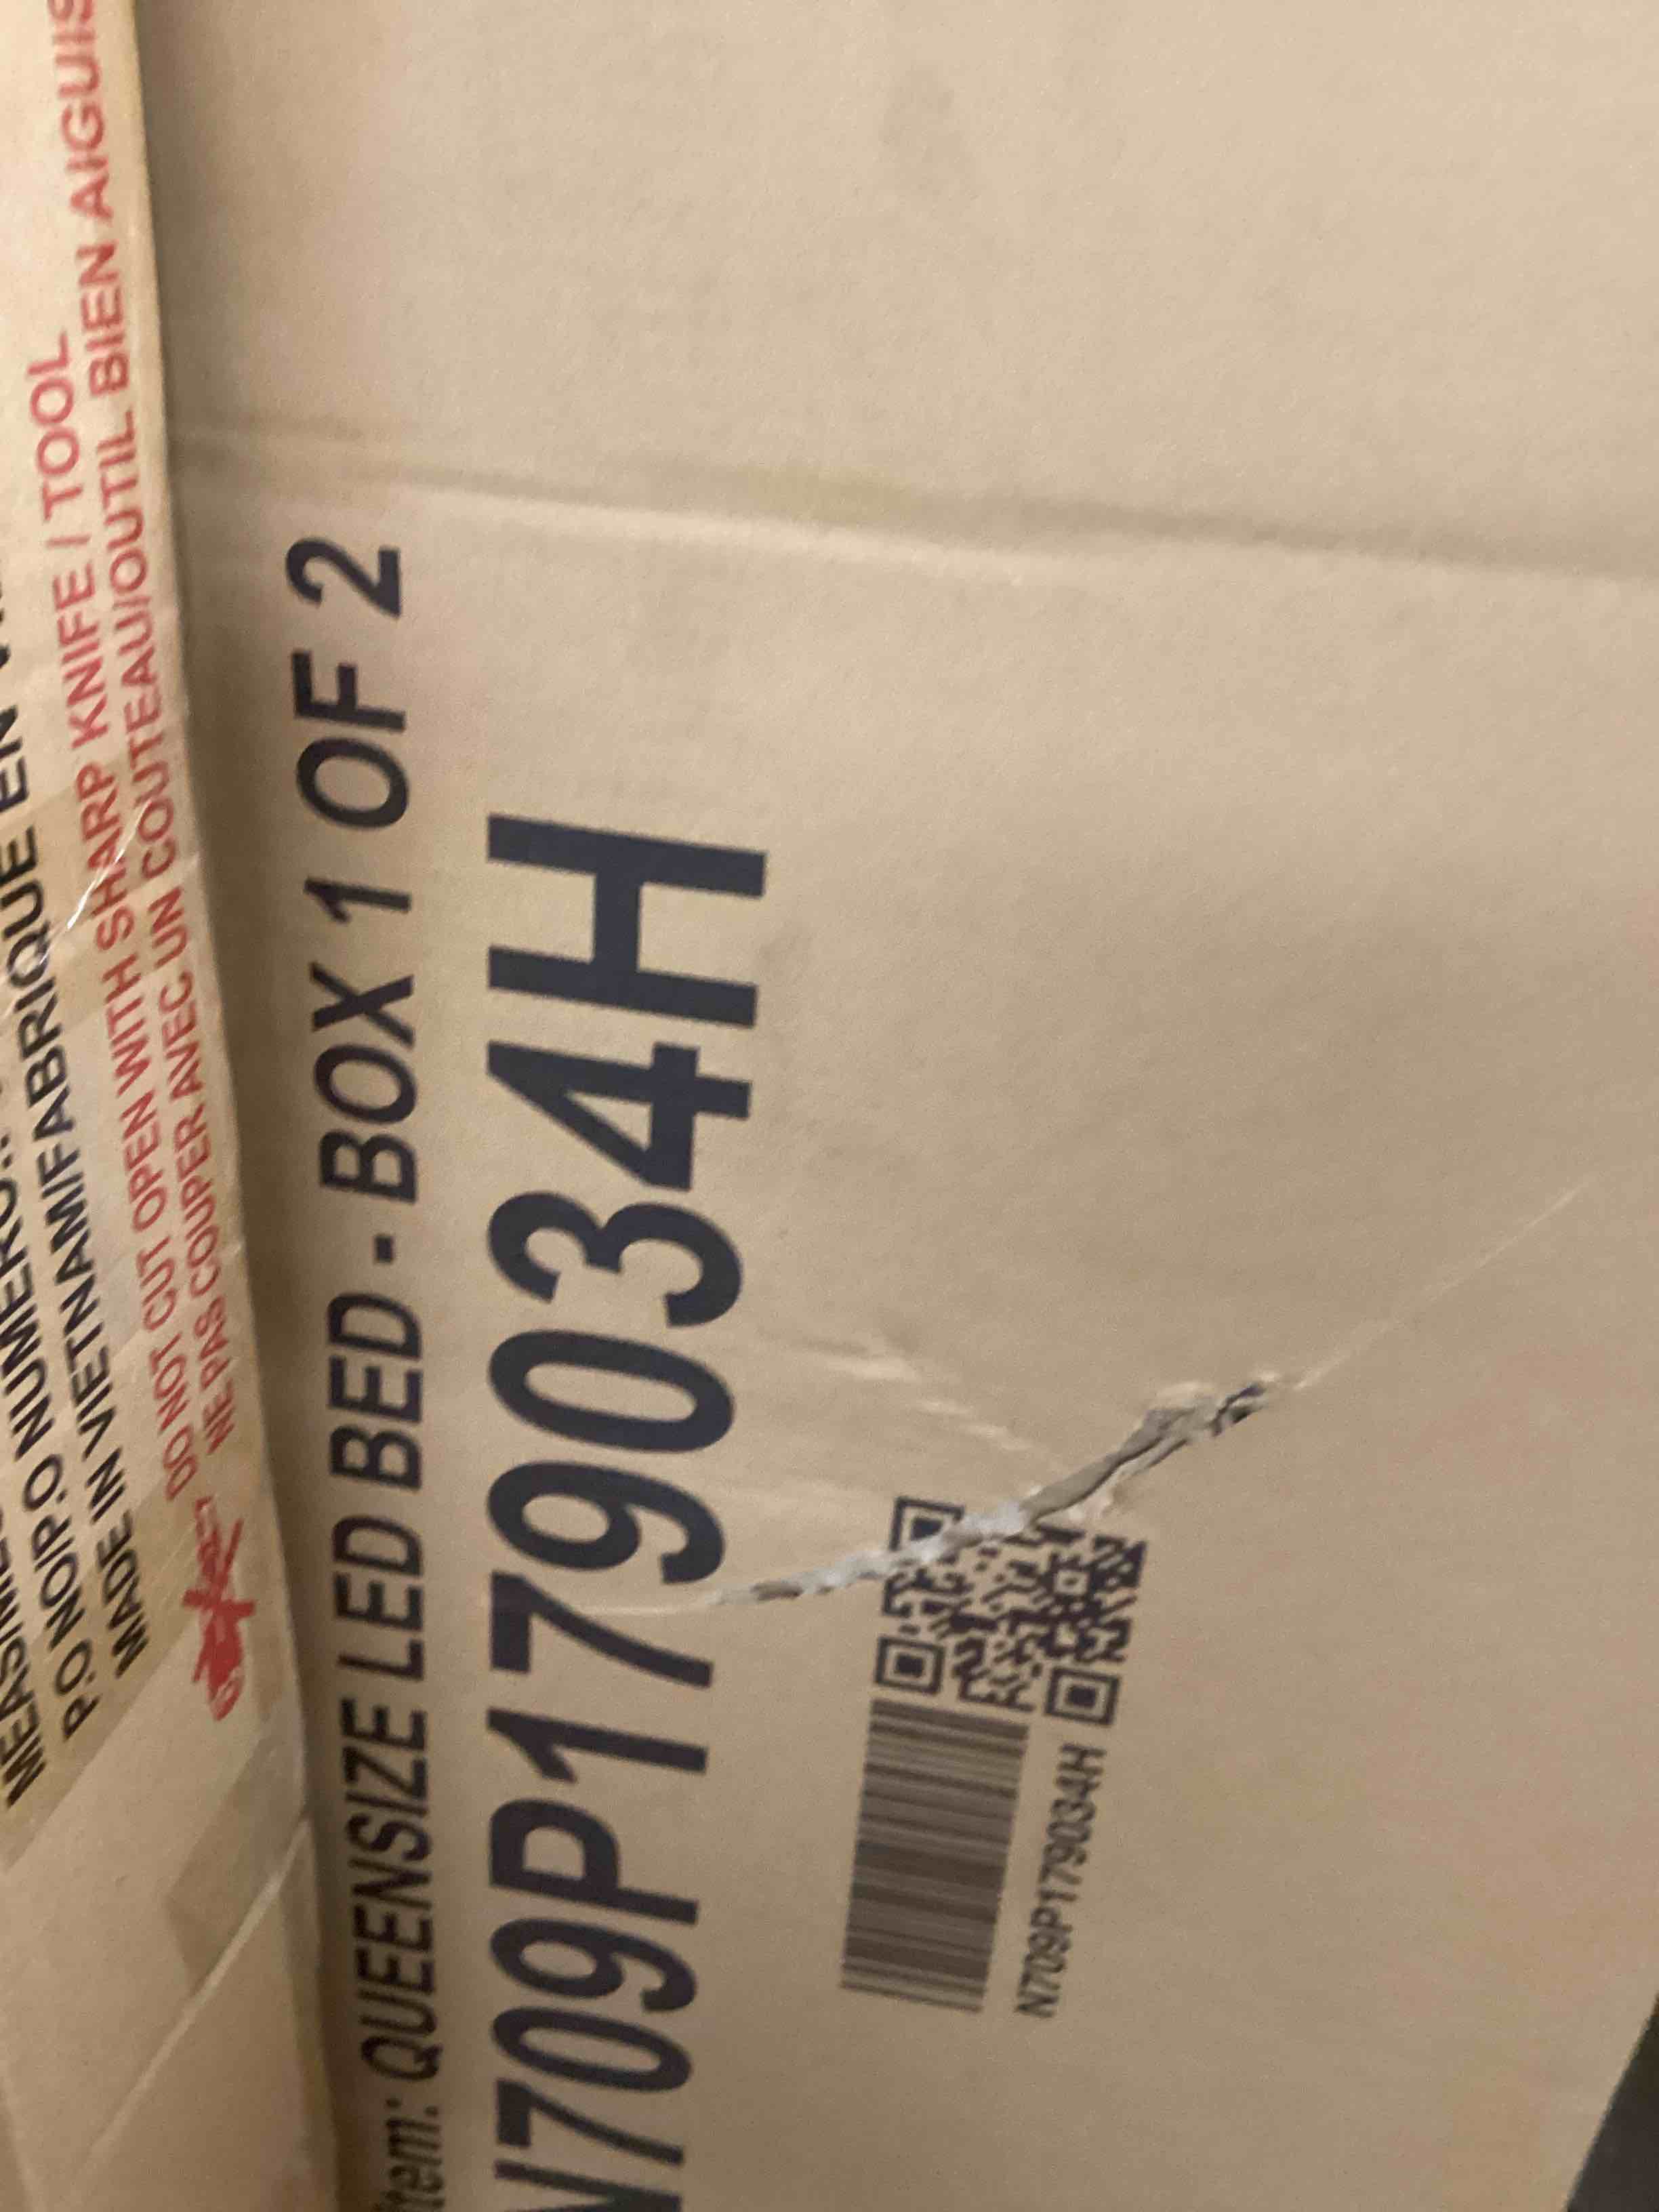 P.O NO/P.O NUMERO:
MADE IN VIETNAM/FABRIQUE EN
DO NOT CUT OPEN WITH SHARP KNIFE / TOOL
NE PAS COUPER AVEC UN COUTEAU/OUTIL BIEN AIGUIS
Item: QUEENSIZE LED BED - BOX 1 OF 2
N709P179034H
N709P179034H